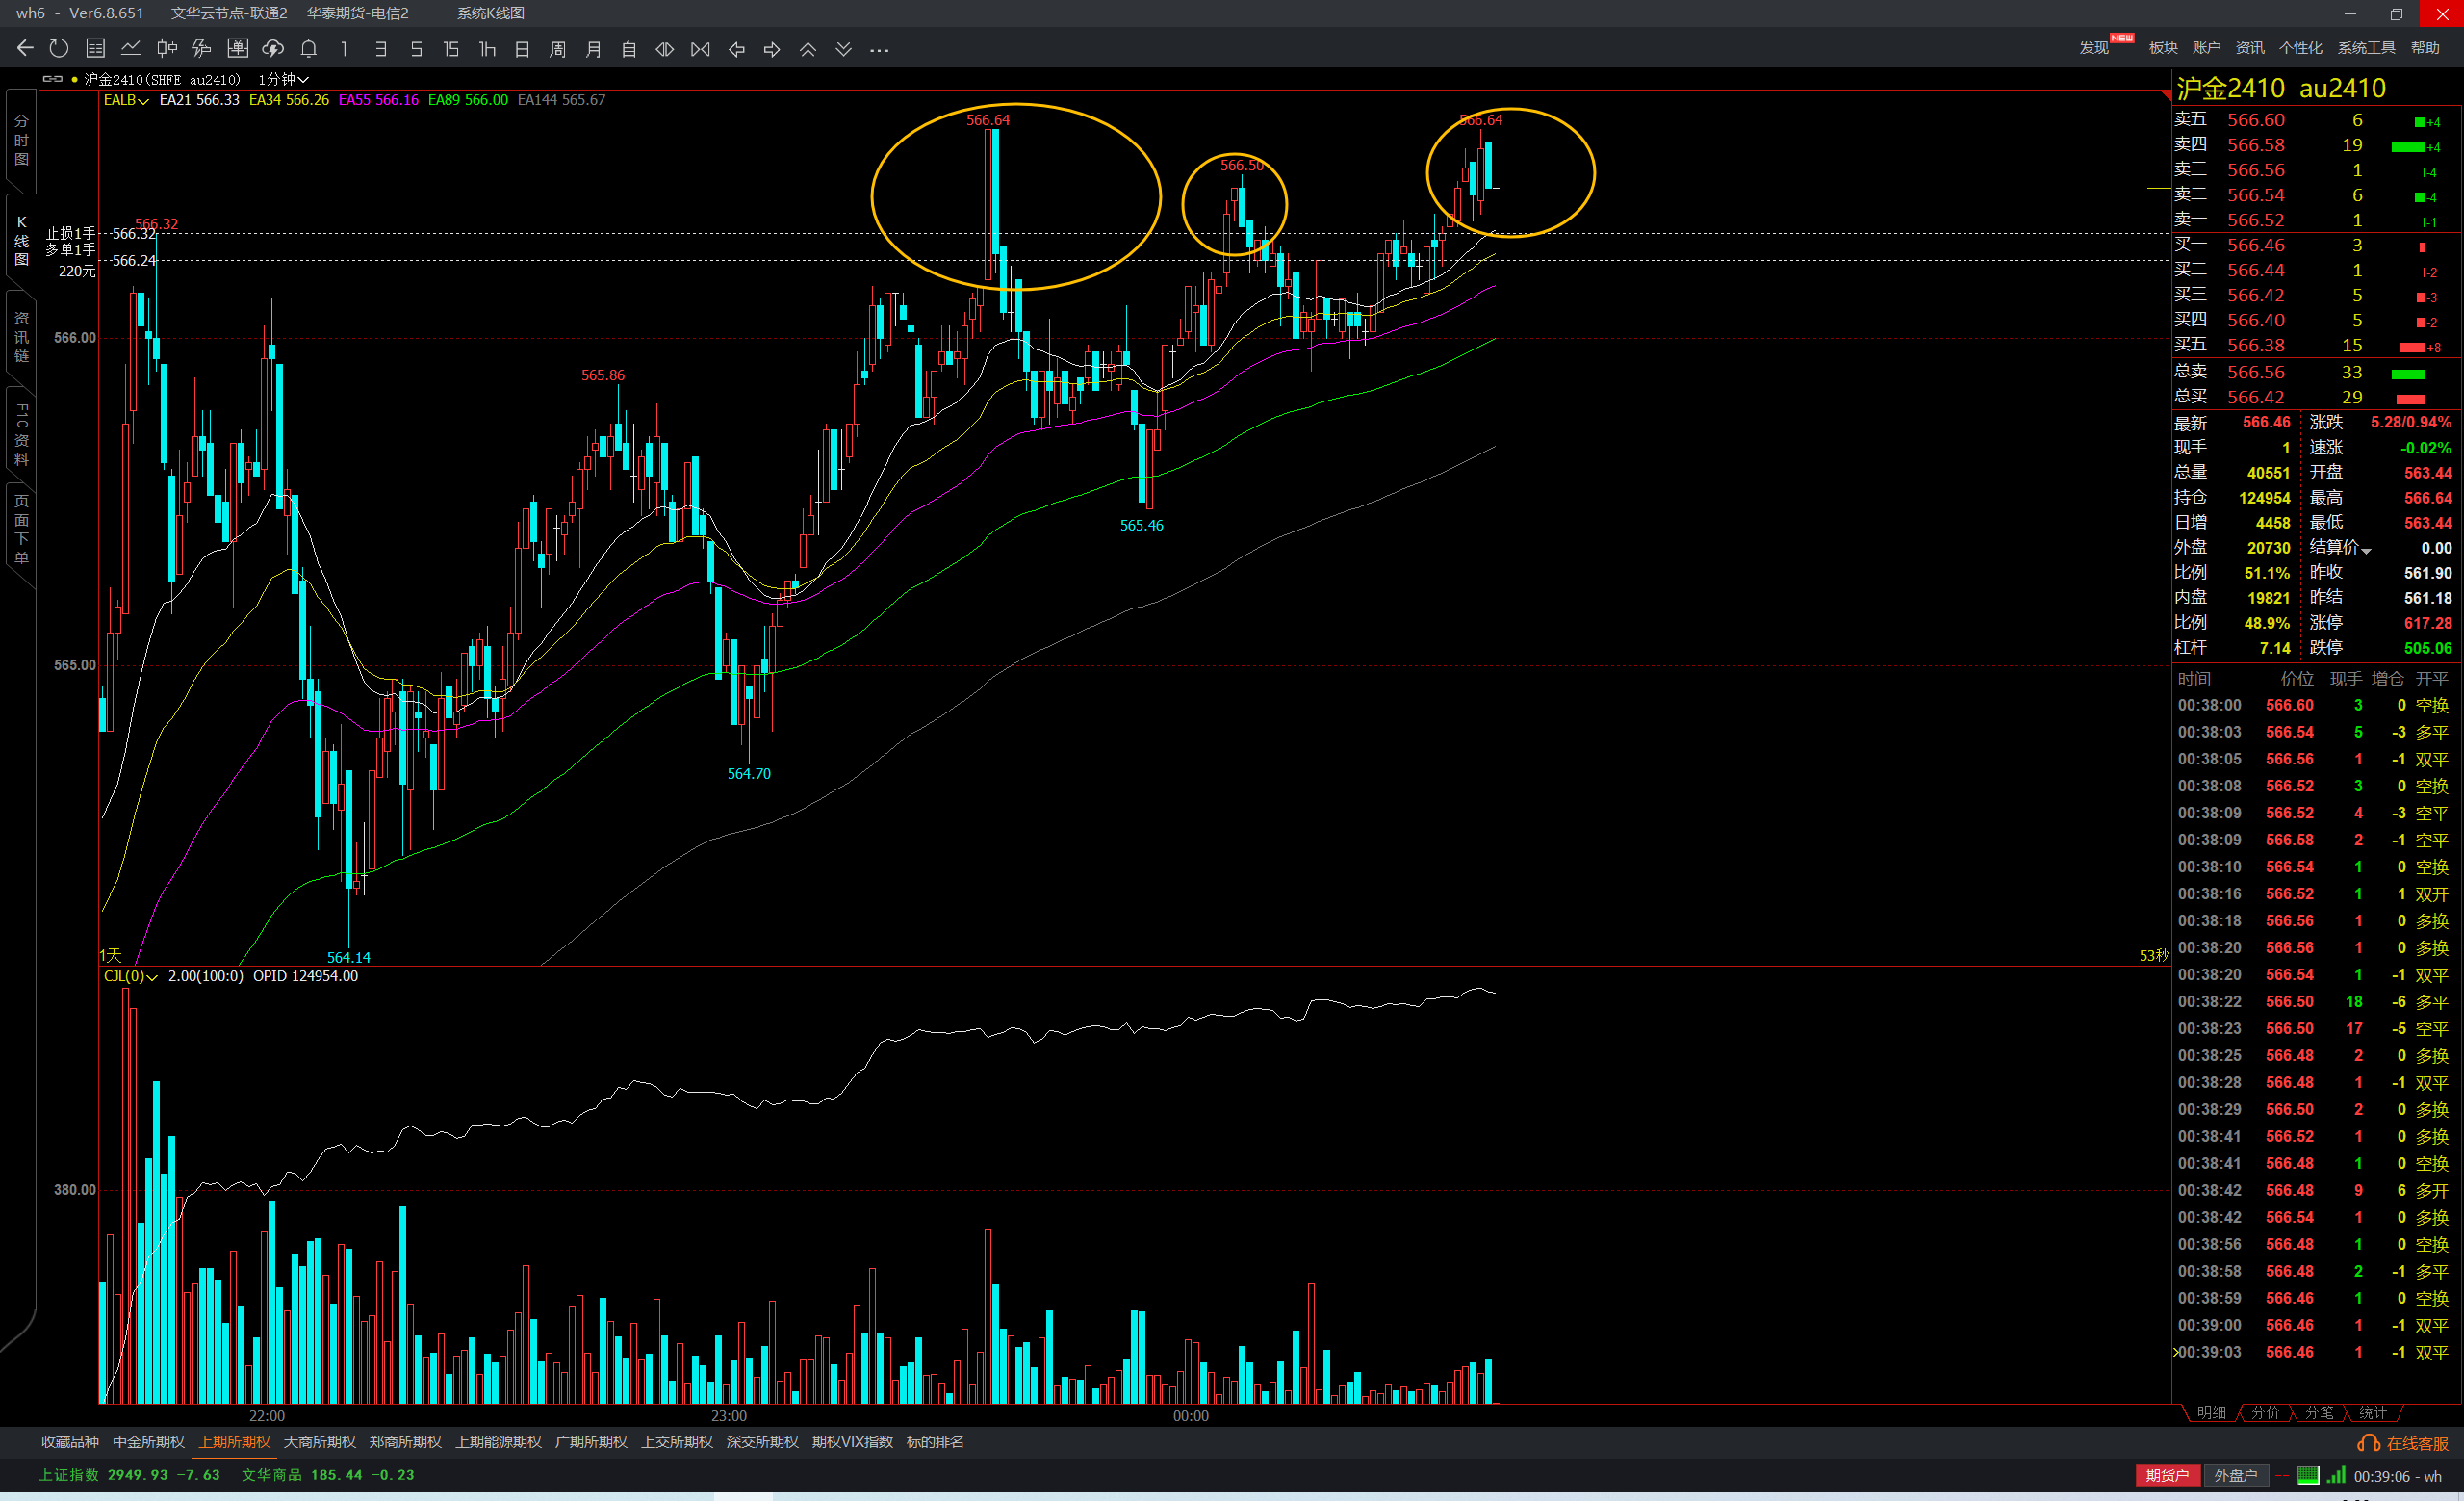 wh6 - Ver6.8.651 文华云节点-联通2 华泰期货-电信2 系统K线图
1 3 5 15 1h 日 周 月 自 发现 NEW 板块 账户 资讯 个性化 系统工具 帮助
沪金2410(SHFE au2410) 1分钟
EALB EA21 566.33 EA34 566.26 EA55 566.16 EA89 566.00 EA144 565.67
分时图
K线图
资讯链
F10资料
页面下单
566.64
566.50
566.64
566.32
止损1手 566.32
多单1手
566.24
220元
566.00
565.86
565.46
565.00
564.70
564.14
1天
53秒
CJL(0) 2.00(100:0) OPID 124954.00
380.00
22:00 23:00 00:00
沪金2410 au2410
卖五 566.60 6 +4
卖四 566.58 19 +4
卖三 566.56 1 -4
卖二 566.54 6 -4
卖一 566.52 1 -1
买一 566.46 3
买二 566.44 1 -2
买三 566.42 5 -3
买四 566.40 5 -2
买五 566.38 15 +8
总卖 566.56 33
总买 566.42 29
最新 566.46 涨跌 5.28/0.94%
现手 1 速涨 -0.02%
总量 40551 开盘 563.44
持仓 124954 最高 566.64
日增 4458 最低 563.44
外盘 20730 结算价 0.00
比例 51.1% 昨收 561.90
内盘 19821 昨结 561.18
比例 48.9% 涨停 617.28
杠杆 7.14 跌停 505.06
时间 价位 现手 增仓 开平
00:38:00 566.60 3 0 空换
00:38:03 566.54 5 -3 多平
00:38:05 566.56 1 -1 双平
00:38:08 566.52 3 0 空换
00:38:09 566.52 4 -3 空平
00:38:09 566.58 2 -1 空平
00:38:10 566.54 1 0 空换
00:38:16 566.52 1 1 双开
00:38:18 566.56 1 0 多换
00:38:20 566.56 1 0 多换
00:38:20 566.54 1 -1 双平
00:38:22 566.50 18 -6 多平
00:38:23 566.50 17 -5 空平
00:38:25 566.48 2 0 多换
00:38:28 566.48 1 -1 双平
00:38:29 566.50 2 0 多换
00:38:41 566.52 1 0 多换
00:38:41 566.48 1 0 空换
00:38:42 566.48 9 6 多开
00:38:42 566.54 1 0 多换
00:38:56 566.48 1 0 空换
00:38:58 566.48 2 -1 多平
00:38:59 566.46 1 0 空换
00:39:00 566.46 1 -1 双平
00:39:03 566.46 1 -1 双平
明细 分价 分笔 统计
收藏品种 中金所期权 上期所期权 大商所期权 郑商所期权 上期能源期权 广期所期权 上交所期权 深交所期权 期权VIX指数 标的排名 在线客服
上证指数 2949.93 -7.63 文华商品 185.44 -0.23 期货户 外盘户 -- 00:39:06 - wh